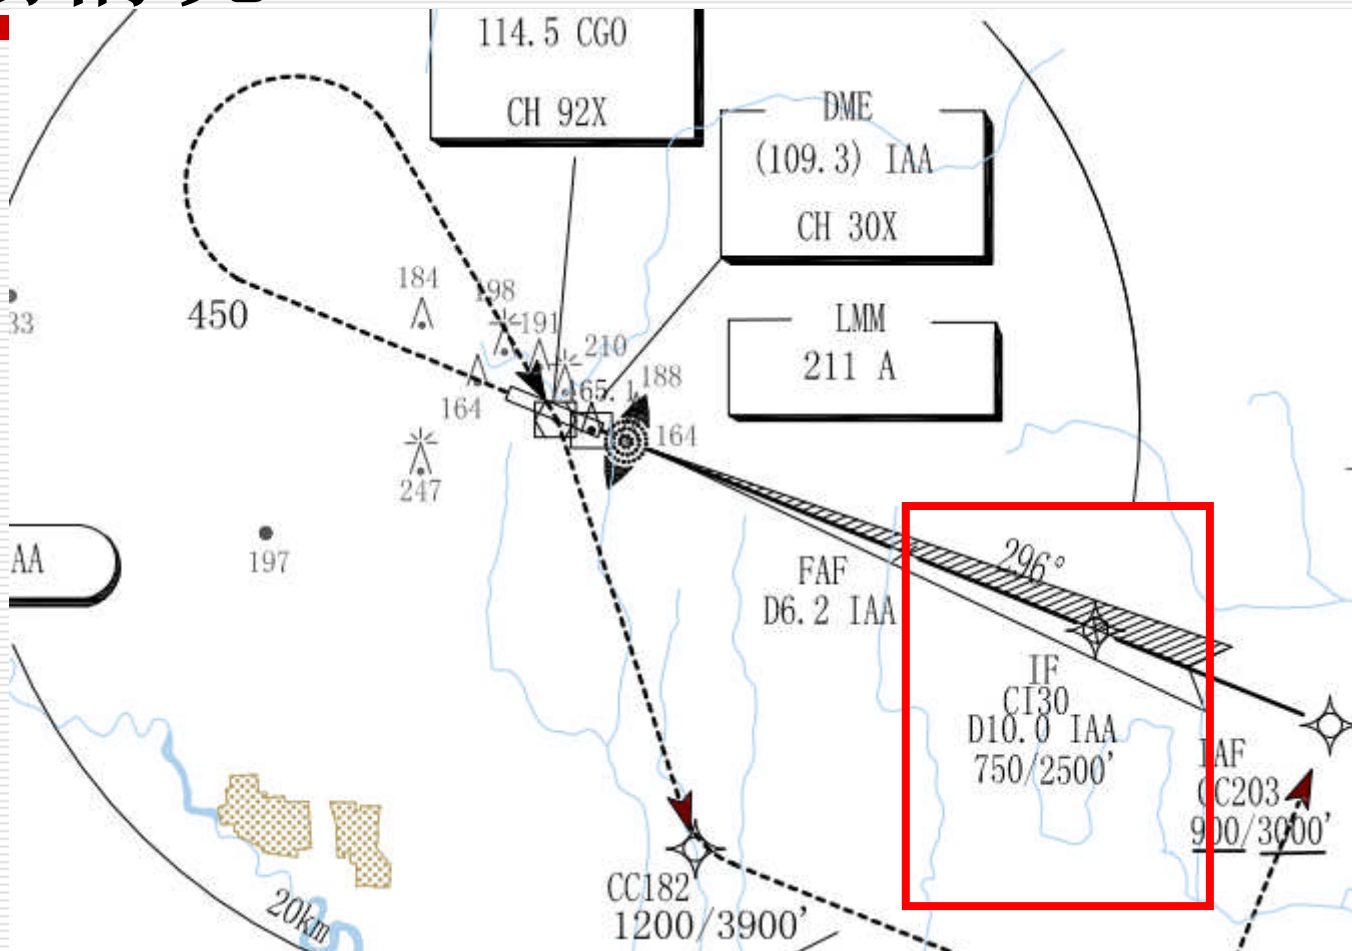 114.5 CGO
CH 92X
DME
(109.3) IAA
CH 30X
LMM
211 A
184
198
191
210
450
33
165.1
188
164
164
247
197
AA
296°
FAF
D6.2 IAA
IF
CI30
D10.0 IAA
750/2500'
IAF
CC203
900/3000'
CC182
1200/3900'
20km